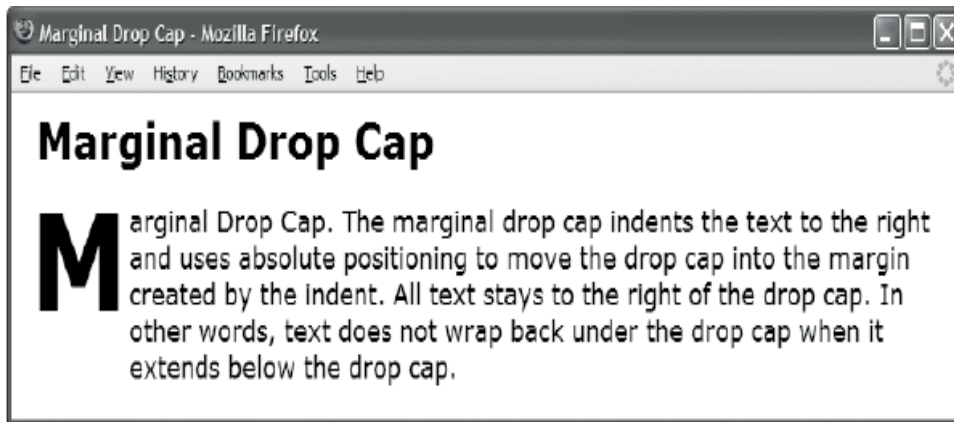 Marginal Drop Cap - Mozilla Firefox
File Edit View History Bookmarks Tools Help
Marginal Drop Cap
Marginal Drop Cap. The marginal drop cap indents the text to the right
and uses absolute positioning to move the drop cap into the margin
created by the indent. All text stays to the right of the drop cap. In
other words, text does not wrap back under the drop cap when it
extends below the drop cap.